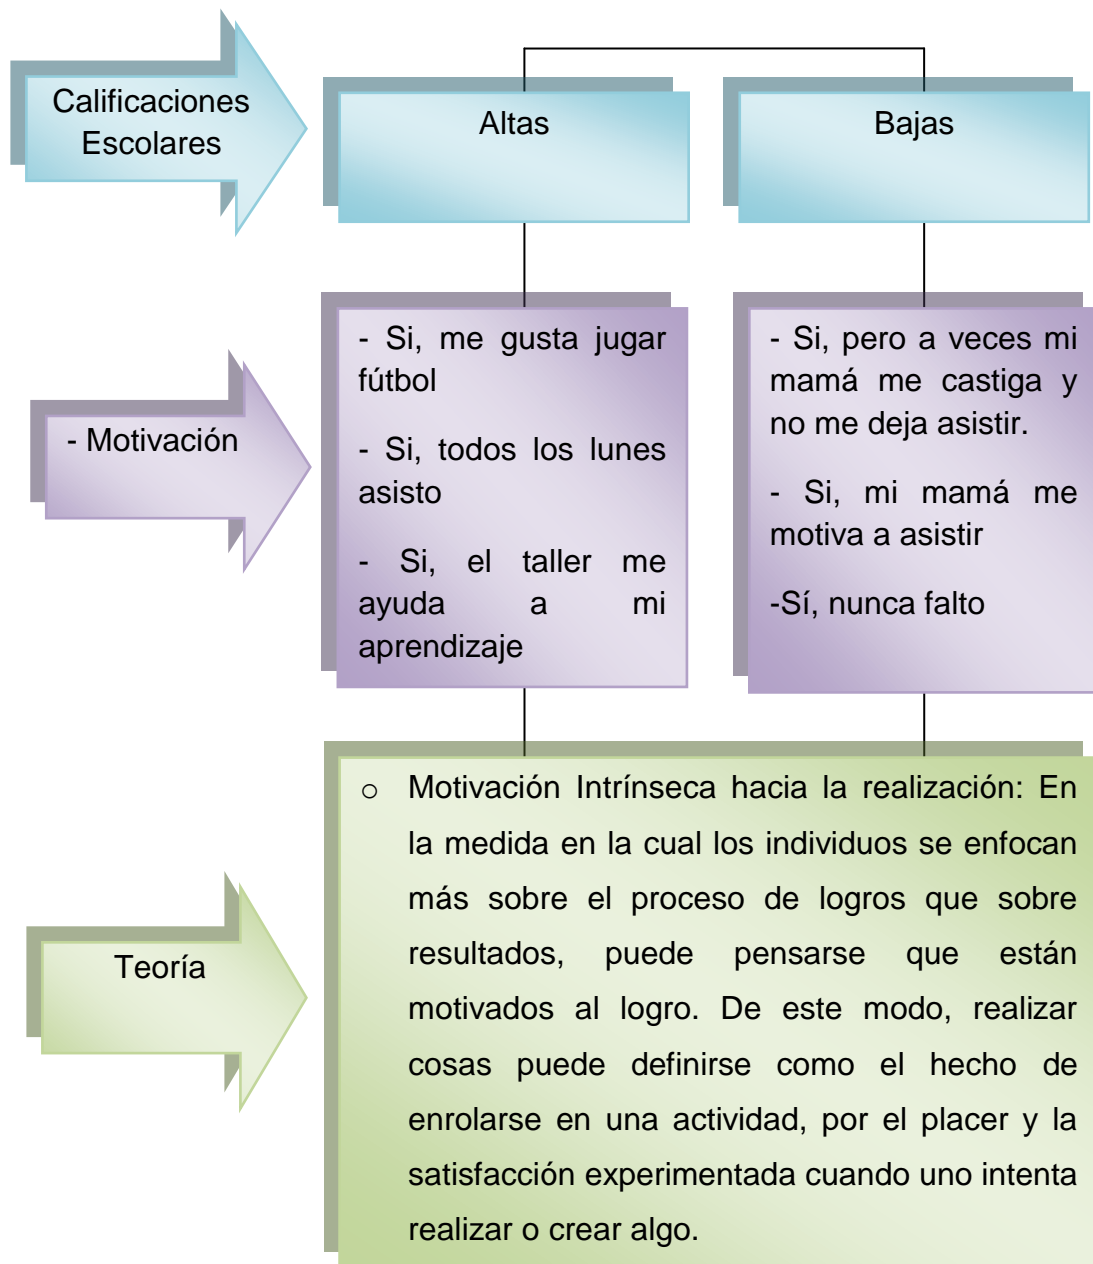 Calificaciones
Escolares
Altas
Bajas
- Motivación
- Si, me gusta jugar
fútbol
- Si, todos los lunes
asisto
- Si, el taller me
ayuda a mi
aprendizaje
- Si, pero a veces mi
mamá me castiga y
no me deja asistir.
- Si, mi mamá me
motiva a asistir
-Sí, nunca falto
Teoría
o Motivación Intrínseca hacia la realización: En
la medida en la cual los individuos se enfocan
más sobre el proceso de logros que sobre
resultados, puede pensarse que están
motivados al logro. De este modo, realizar
cosas puede definirse como el hecho de
enrolarse en una actividad, por el placer y la
satisfacción experimentada cuando uno intenta
realizar o crear algo.